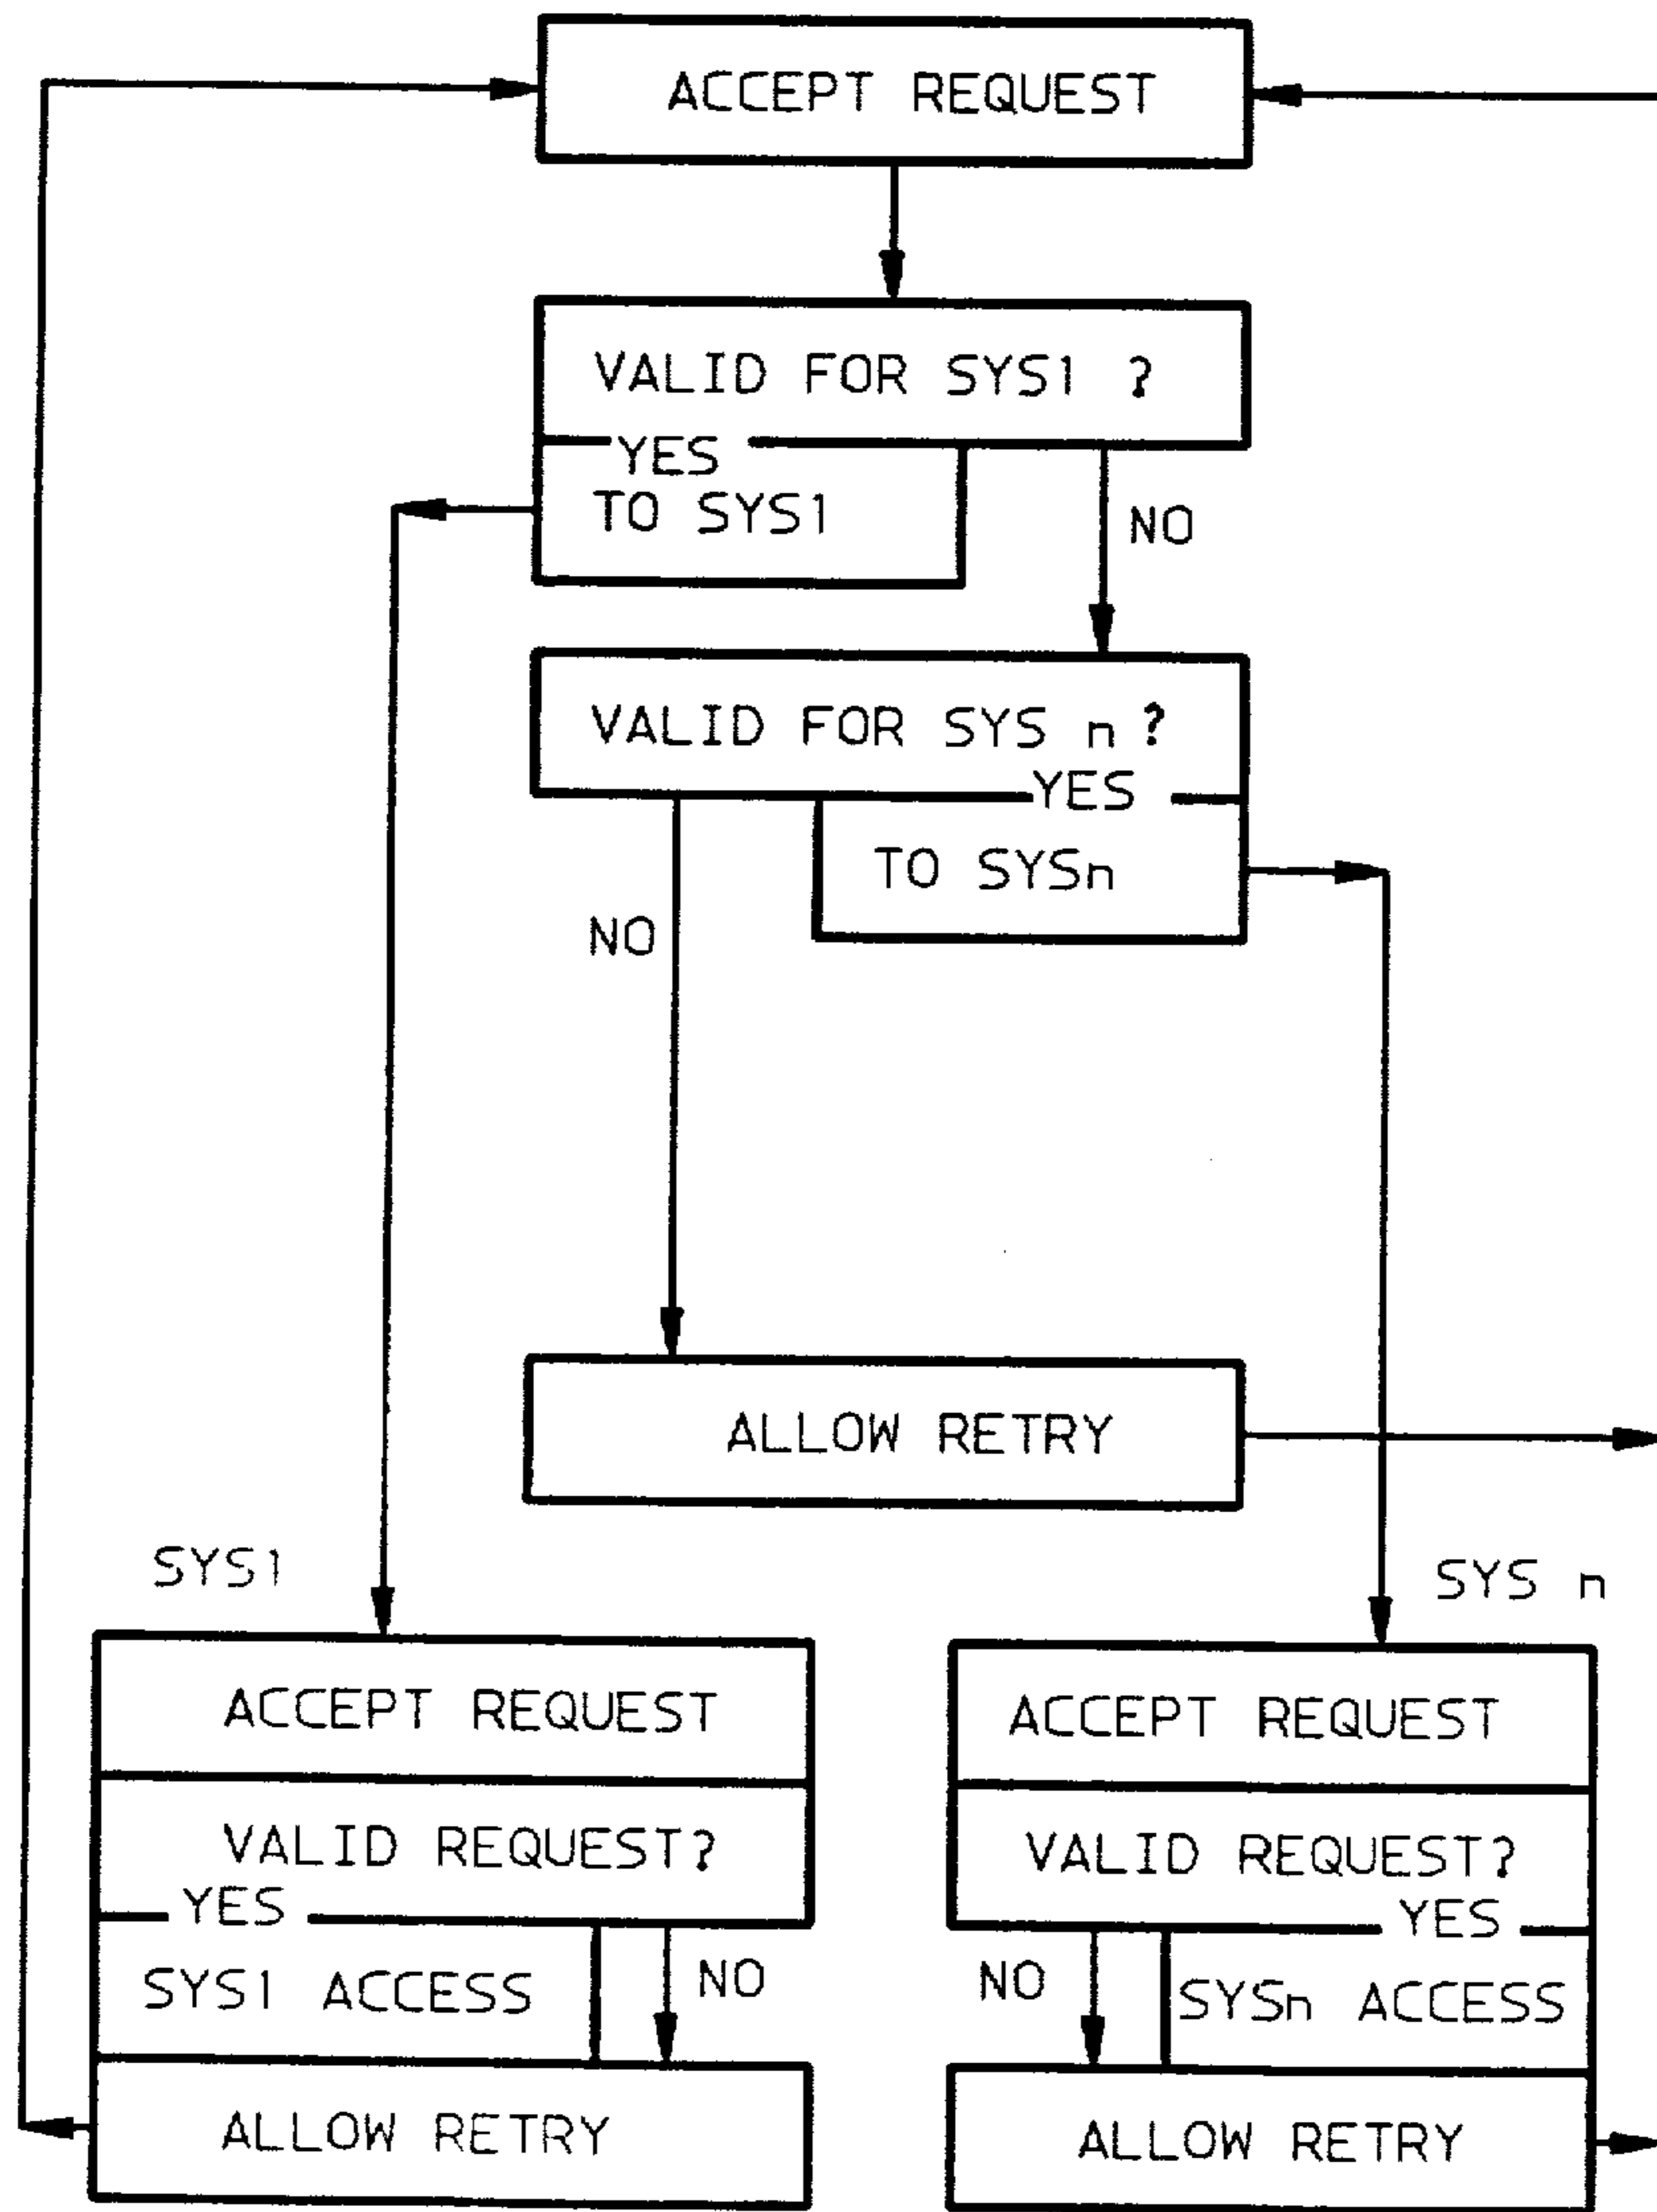 ACCEPT REQUEST
VALID FOR SYS1 ?
YES
TO SYS1
NO
VALID FOR SYS n ?
YES
TO SYSn
NO
ALLOW RETRY
SYS1
SYS n
ACCEPT REQUEST
ACCEPT REQUEST
VALID REQUEST?
VALID REQUEST?
YES
YES
SYS1 ACCESS
NO
NO
SYSn ACCESS
ALLOW RETRY
ALLOW RETRY